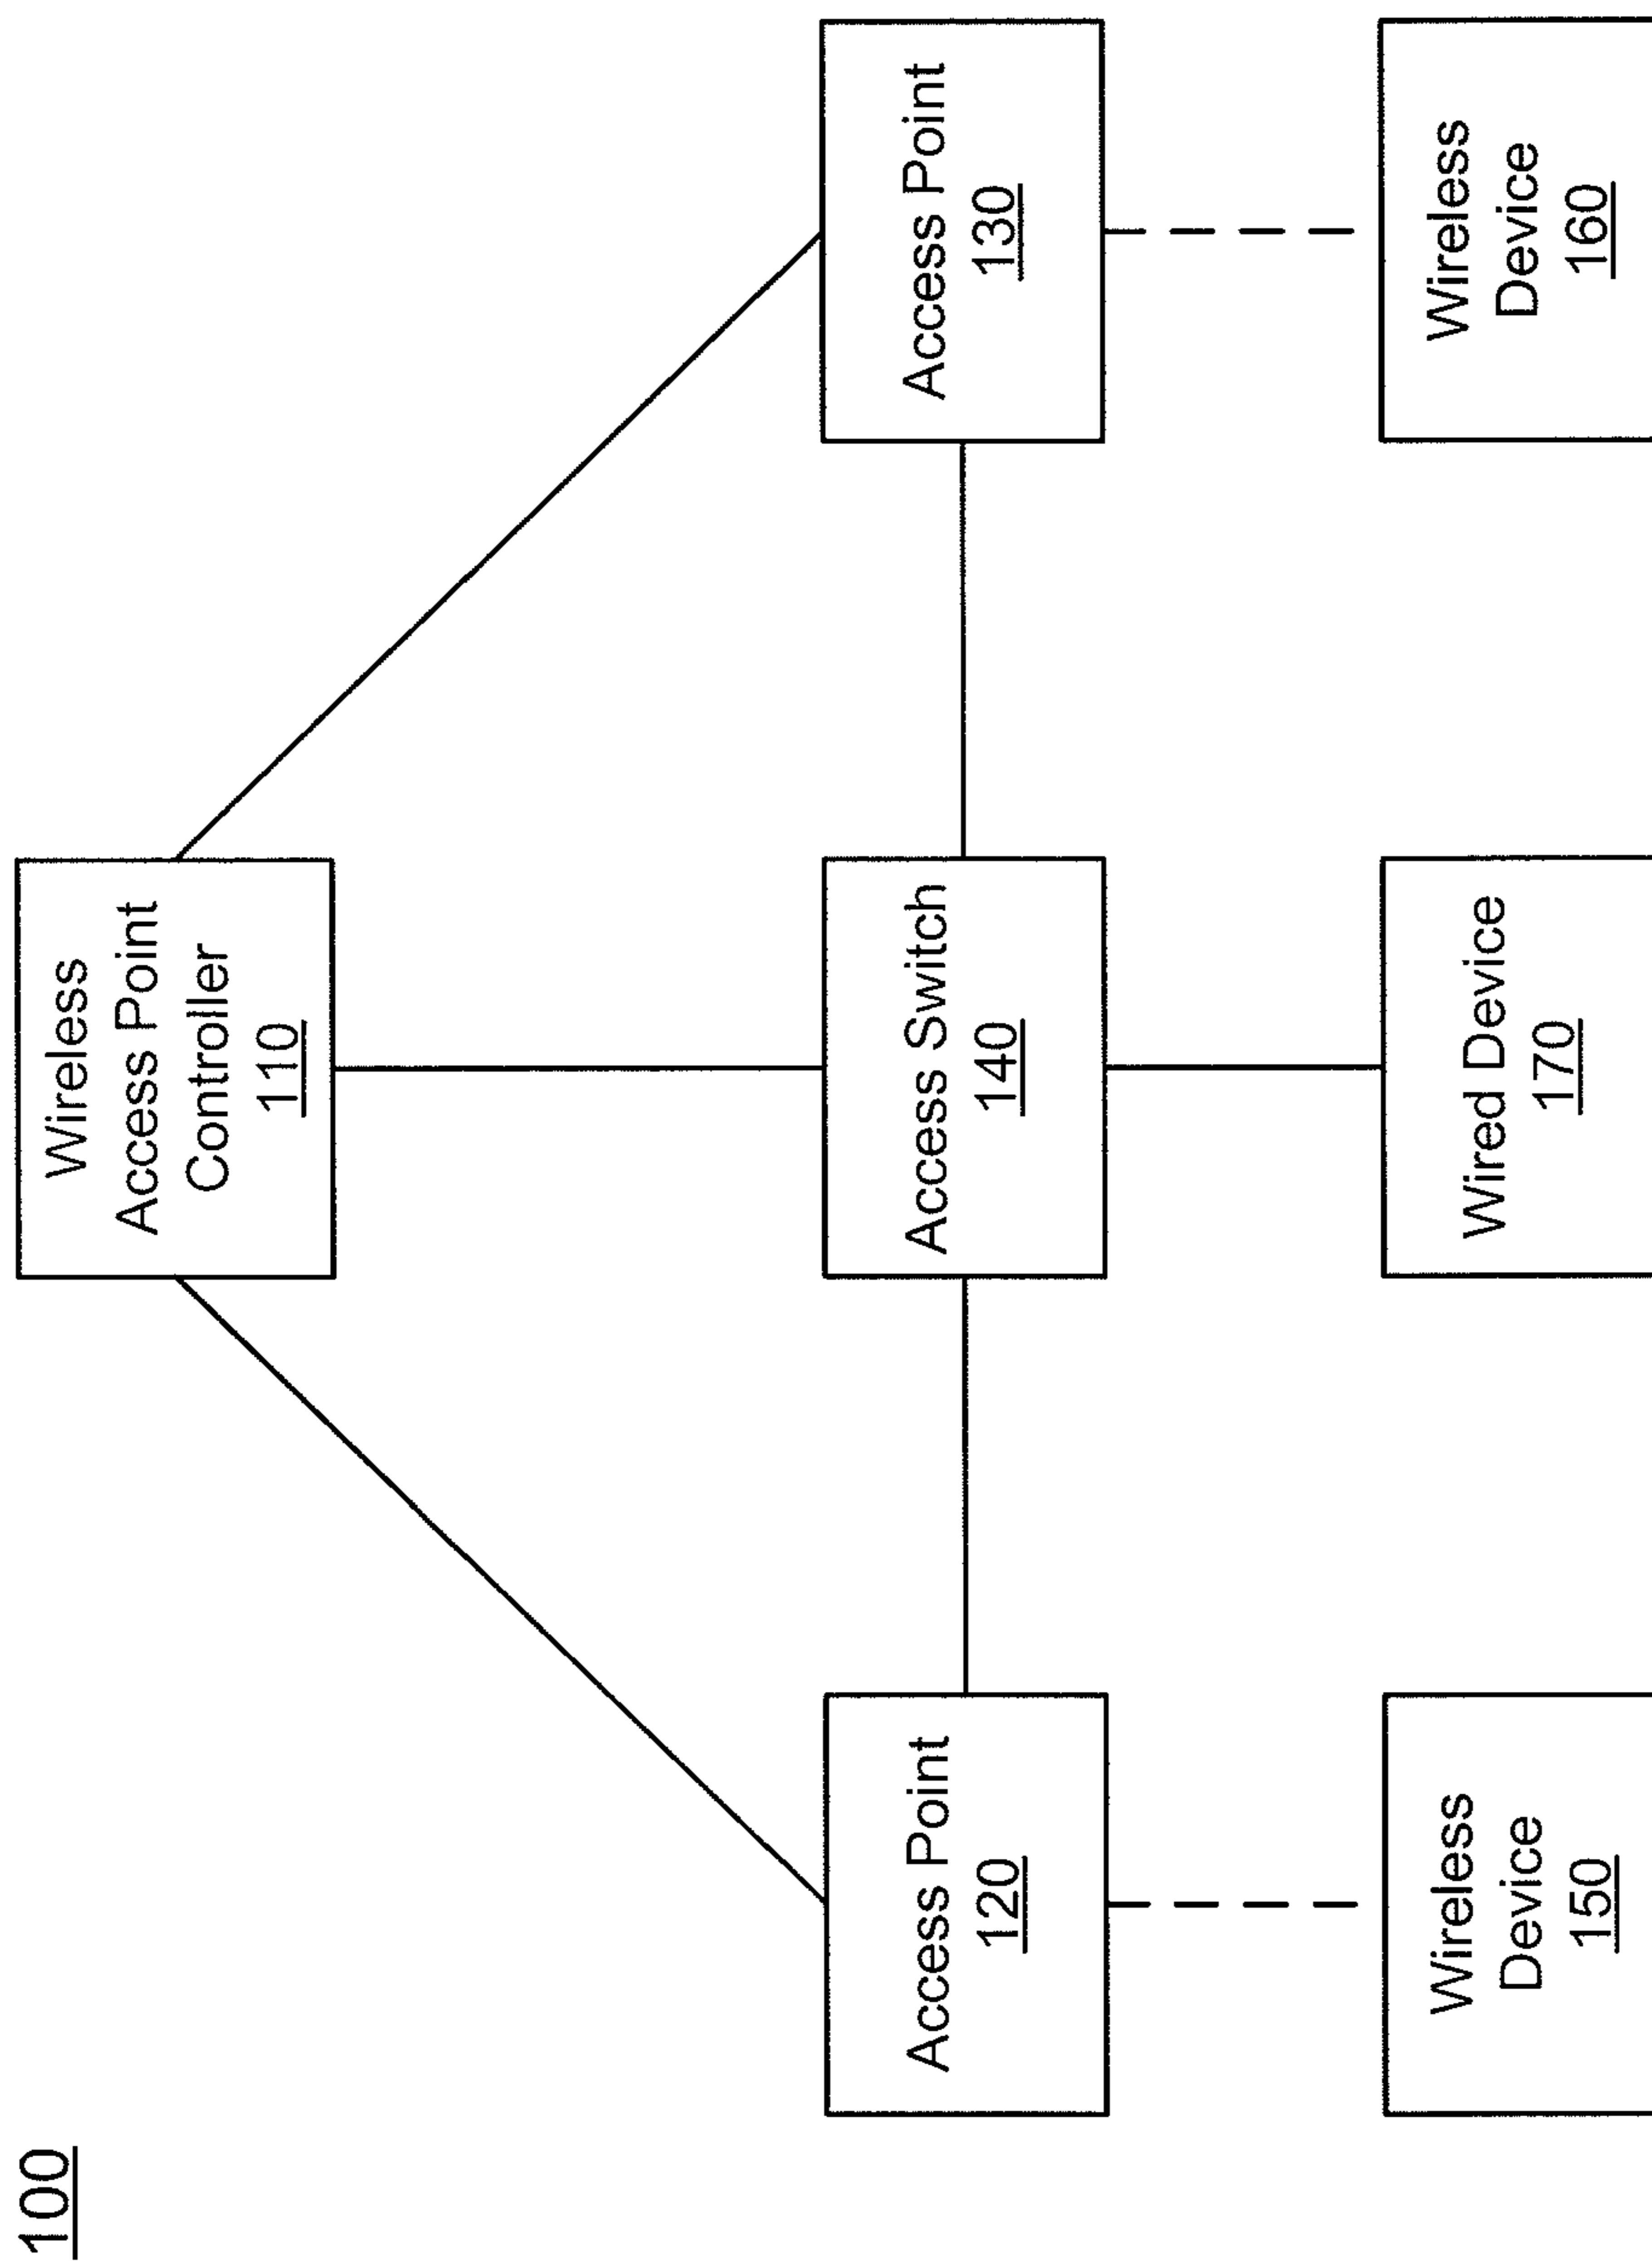 100
Wireless
Access Point
Controller
110
Access Point
120
Access Switch
140
Access Point
130
Wireless
Device
150
Wired Device
170
Wireless
Device
160